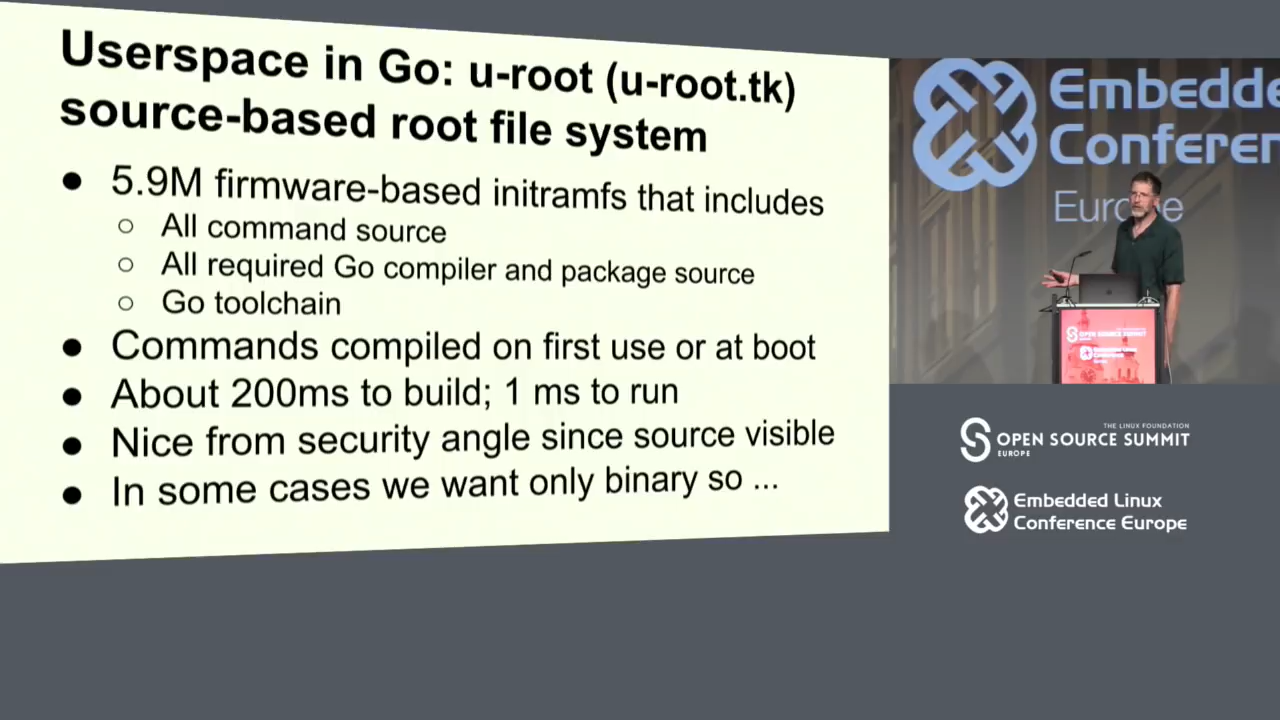 Userspace in Go: u-root (u-root.tk)
source-based root file system
● 5.9M firmware-based initramfs that includes
○ All command source
○ All required Go compiler and package source
○ Go toolchain
● Commands compiled on first use or at boot
● About 200ms to build; 1 ms to run
● Nice from security angle since source visible
● In some cases we want only binary so ...
Embedde
Conferen
Europe
OPEN SOURCE SUMMIT
THE LINUX FOUNDATION
OPEN SOURCE SUMMIT
EUROPE
Embedded Linux
Conference Europe